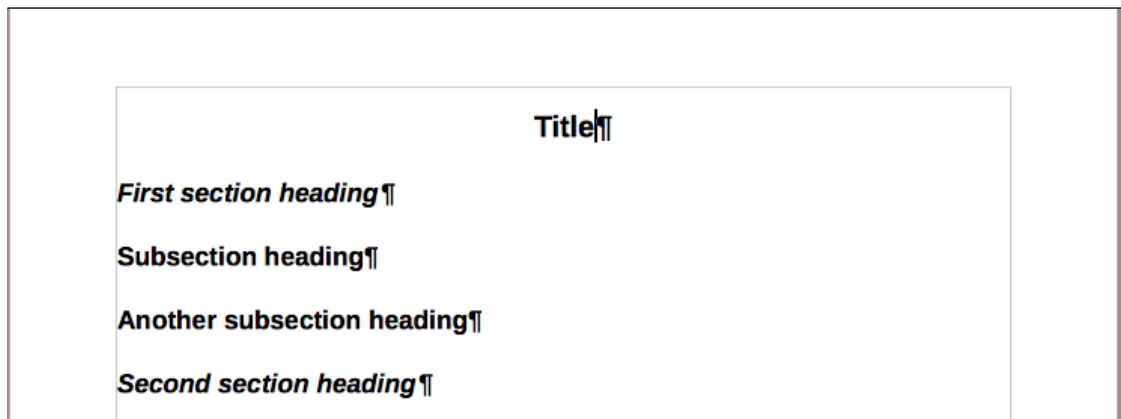 Title¶
First section heading¶
Subsection heading¶
Another subsection heading¶
Second section heading¶